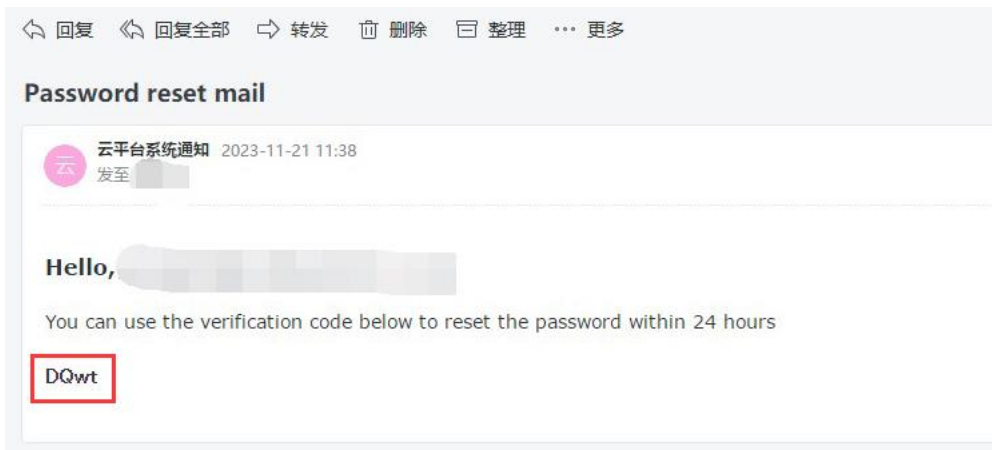 回复 回复全部 转发 删除 整理 ··· 更多
Password reset mail
云
云平台系统通知 2023-11-21 11:38
发至
Hello,
You can use the verification code below to reset the password within 24 hours
DQwt